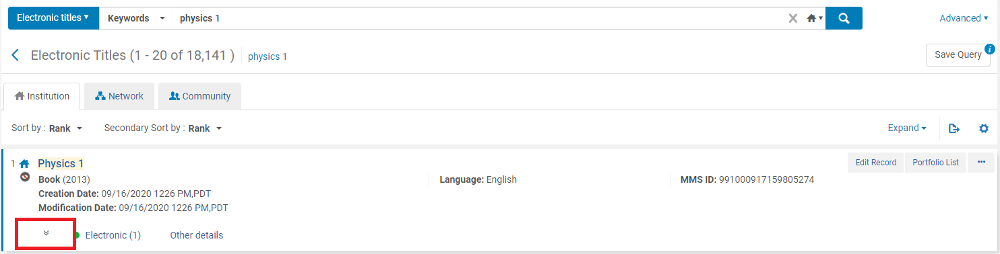 Electronic titles Keywords physics 1 Advanced
Electronic Titles (1 - 20 of 18,141 ) physics 1 Save Query i
Institution Network Community
Sort by : Rank Secondary Sort by : Rank Expand
1 Physics 1 Edit Record Portfolio List ...
Book (2013) Language: English MMS ID: 991000917159805274
Creation Date: 09/16/2020 1226 PM,PDT
Modification Date: 09/16/2020 1226 PM,PDT
Electronic (1) Other details